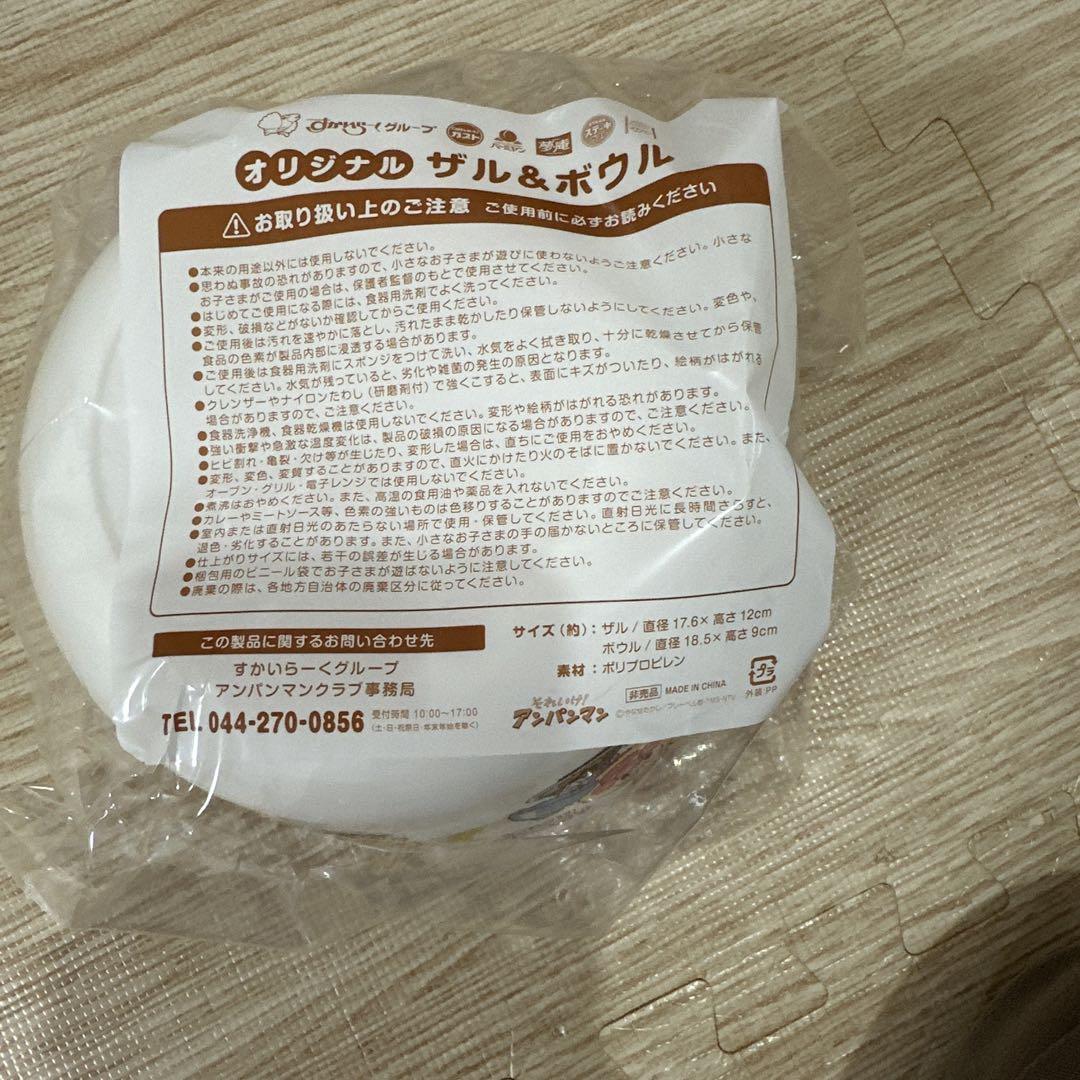 すかいらーくグループ
ガスト
バーミヤン
夢庵
ステーキ
オリジナル ザル&ボウル
お取り扱い上のご注意 ご使用前に必ずお読みください
●本来の用途以外には使用しないでください。
●思わぬ事故の恐れがありますので、小さなお子さまが遊びに使わないようご注意ください。小さな
お子さまがご使用の場合は、保護者監督のもとで使用させてください。
●はじめてご使用になる際には、食器用洗剤でよく洗ってください。
●変形、破損などがないか確認してからご使用ください。
●ご使用後は汚れを速やかに落とし、汚れたまま乾かしたり保管しないようにしてください。変色や、
食品の色素が製品内部に浸透する場合があります。
●ご使用後は食器用洗剤にスポンジをつけて洗い、水気をよく拭き取り、十分に乾燥させてから保管
してください。水気が残っていると、劣化や雑菌の発生の原因となります。
●クレンザーやナイロンたわし(研磨剤付)で強くこすると、表面にキズがついたり、絵柄がはがれる
場合がありますので、ご注意ください。
●食器洗浄機、食器乾燥機は使用しないでください。変形や絵柄がはがれる恐れがあります。
●強い衝撃や急激な温度変化は、製品の破損の原因になる場合がありますので、ご注意ください。
●ヒビ割れ・亀裂・欠け等が生じたり、変形した場合は、直ちにご使用をおやめください。
●変形、変色、変質することがありますので、直火にかけたり火のそばに置かないでください。また、
オーブン・グリル・電子レンジでは使用しないでください。
●煮沸はおやめください。また、高温の食用油や薬品を入れないでください。
●カレーやミートソース等、色素の強いものは色移りすることがありますのでご注意ください。
●室内または直射日光のあたらない場所で使用・保管してください。直射日光に長時間さらすと、
退色・劣化することがあります。また、小さなお子さまの手の届かないところに保管してください。
●仕上がりサイズには、若干の誤差が生じる場合があります。
●梱包用のビニール袋でお子さまが遊ばないように注意してください。
●廃棄の際は、各地方自治体の廃棄区分に従ってください。
この製品に関するお問い合わせ先
すかいらーくグループ
アンパンマンクラブ事務局
TEL 044-270-0856 受付時間 10:00〜17:00
(土・日・祝祭日・年末年始を除く)
サイズ(約):ザル/直径17.6×高さ12cm
ボウル/直径18.5×高さ9cm
素材:ポリプロピレン
それいけ!
アンパンマン
非売品 MADE IN CHINA
©やなせたかし/フレーベル館・TMS・NTV
プラ
外装:PP